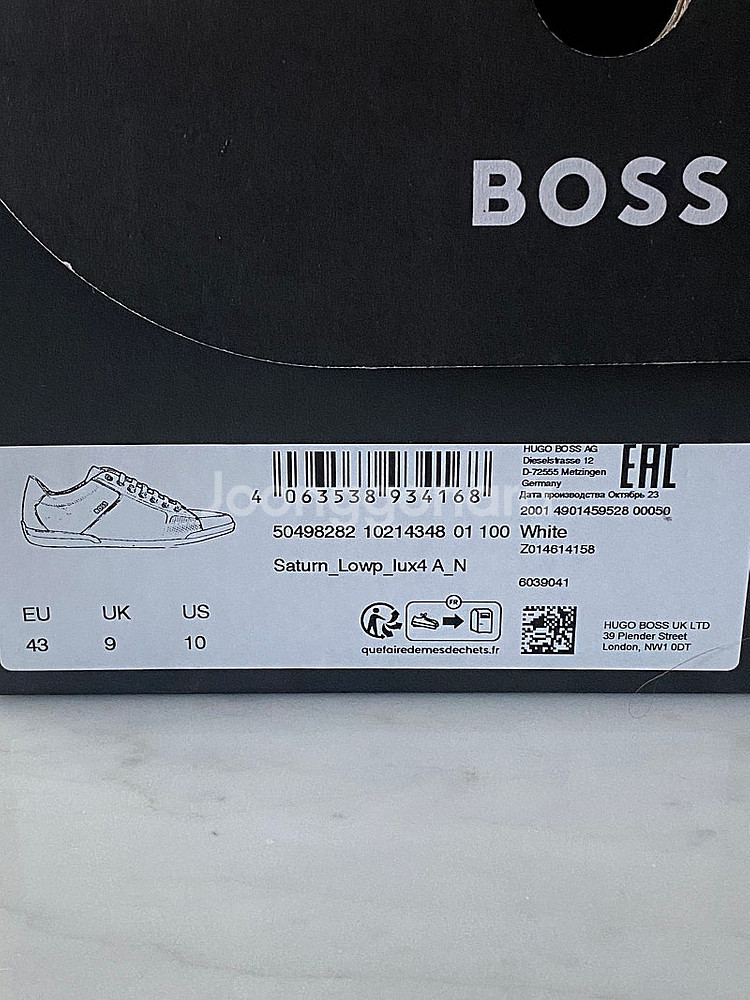 BOSS
4 063538 934168
50498282 10214348 01 100
Saturn_Lowp_lux4 A_N
HUGO BOSS AG
Dieselstrasse 12
D-72555 Metzingen
Germany
EAC
Дата производства Октябрь 23
2001 4901459528 00050
White
Z014614158
6039041
EU UK US
43 9 10
FR
quefairedemesdechets.fr
HUGO BOSS UK LTD
39 Plender Street
London, NW1 0DT